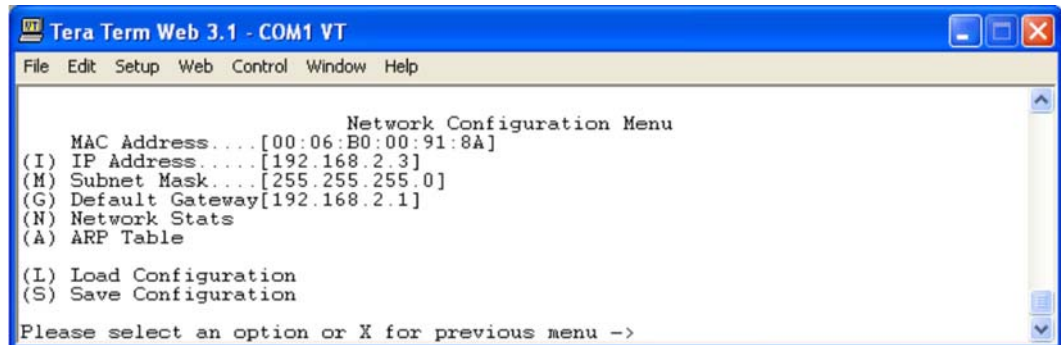 Tera Term Web 3.1 - COM1 VT
File Edit Setup Web Control Window Help
Network Configuration Menu
MAC Address....[00:06:B0:00:91:8A]
(I) IP Address.....[192.168.2.3]
(M) Subnet Mask....[255.255.255.0]
(G) Default Gateway[192.168.2.1]
(N) Network Stats
(A) ARP Table
(L) Load Configuration
(S) Save Configuration
Please select an option or X for previous menu ->